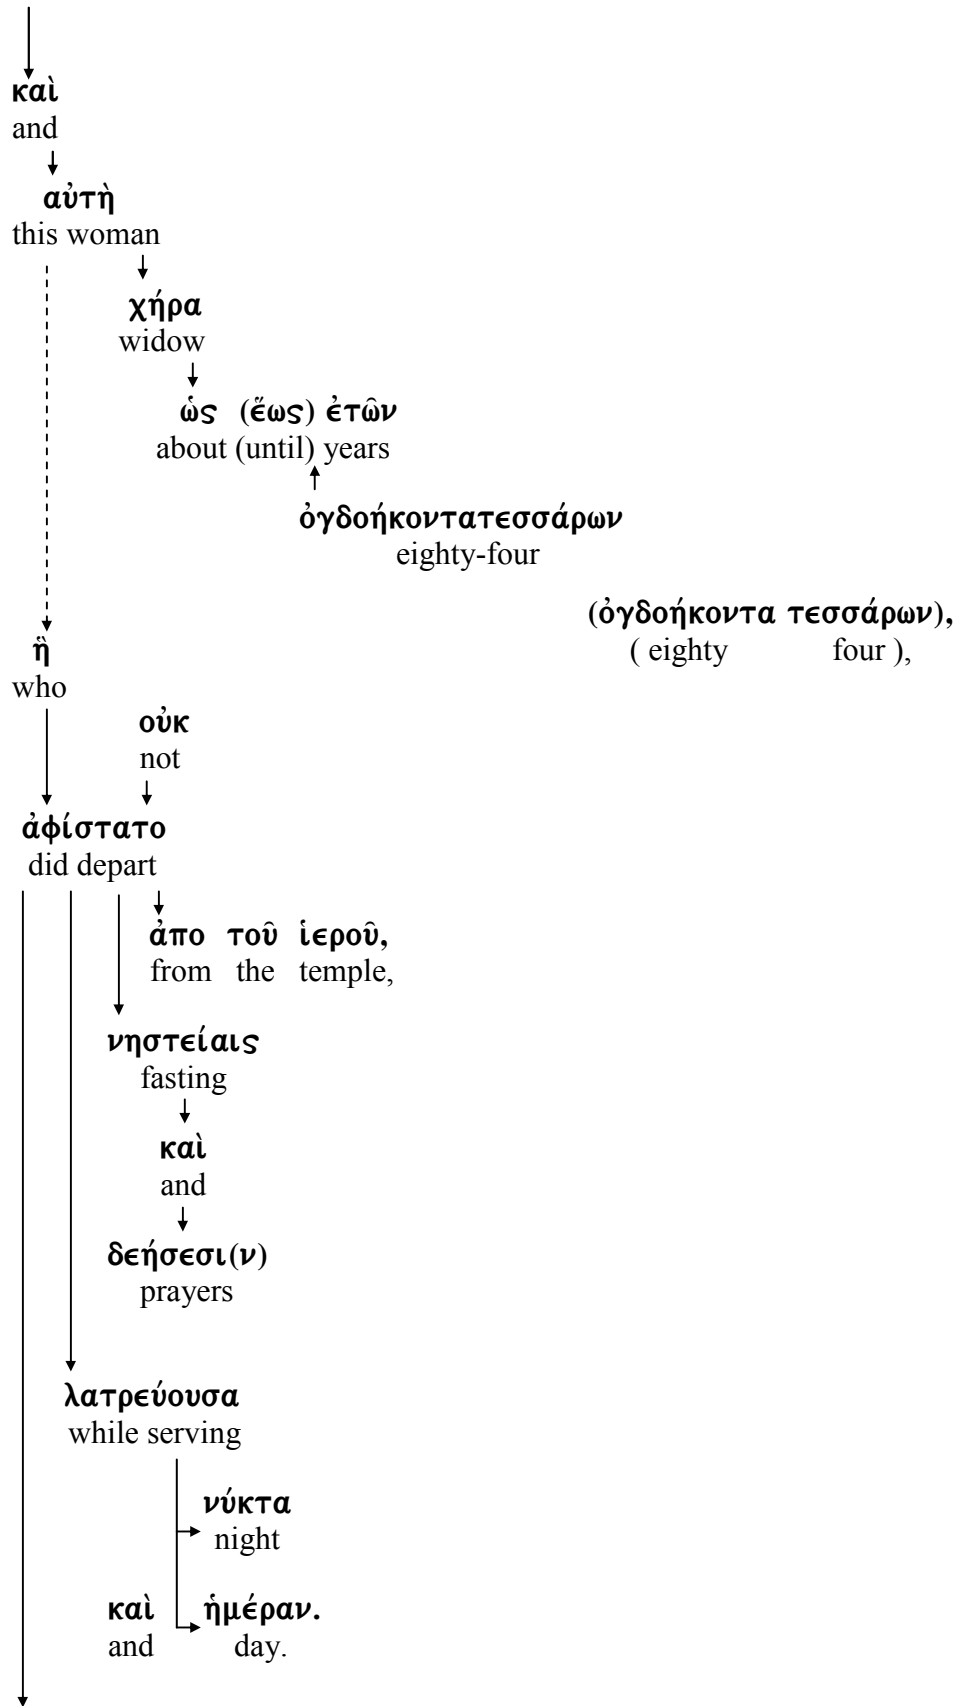 καὶ
and
αὐτὴ
this woman
χήρα
widow
ὡς (ἕως) ἐτῶν
about (until) years
ὀγδοήκοντατεσσάρων
eighty-four
(ὀγδοήκοντα τεσσάρων),
( eighty four ),
ἣ
who
οὐκ
not
ἀφίστατο
did depart
ἀπο τοῦ ἱεροῦ,
from the temple,
νηστείαις
fasting
καὶ
and
δεήσεσι(ν)
prayers
λατρεύουσα
while serving
νύκτα
night
καὶ ἡμέραν.
and day.